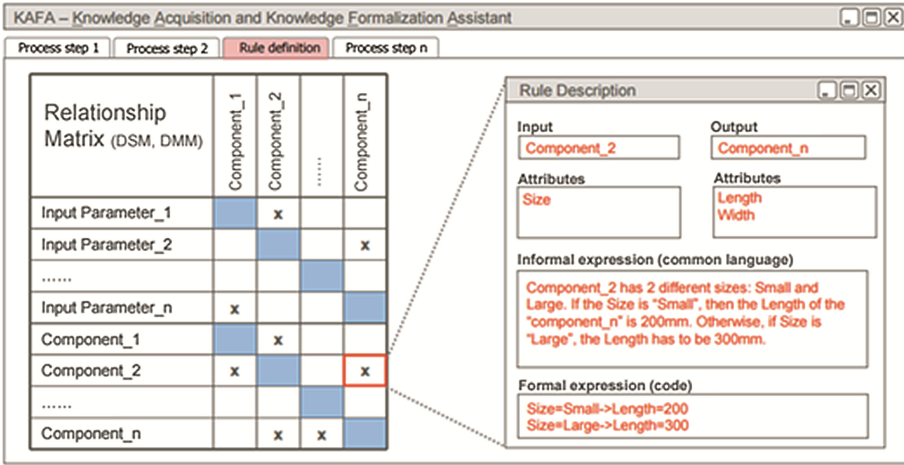 KAFA – Knowledge Acquisition and Knowledge Formalization Assistant
Process step 1
Process step 2
Rule definition
Process step n
Relationship
Matrix (DSM, DMM)
Component_1
Component_2
......
Component_n
Input Parameter_1
x
Input Parameter_2
x
......
Input Parameter_n
x
Component_1
x
Component_2
x
x
......
Component_n
x
x
Rule Description
Input
Output
Component_2
Component_n
Attributes
Attributes
Size
Length
Width
Informal expression (common language)
Component_2 has 2 different sizes: Small and
Large. If the Size is “Small”, then the Length of the
“component_n” is 200mm. Otherwise, if Size is
“Large”, the Length has to be 300mm.
Formal expression (code)
Size=Small->Length=200
Size=Large->Length=300